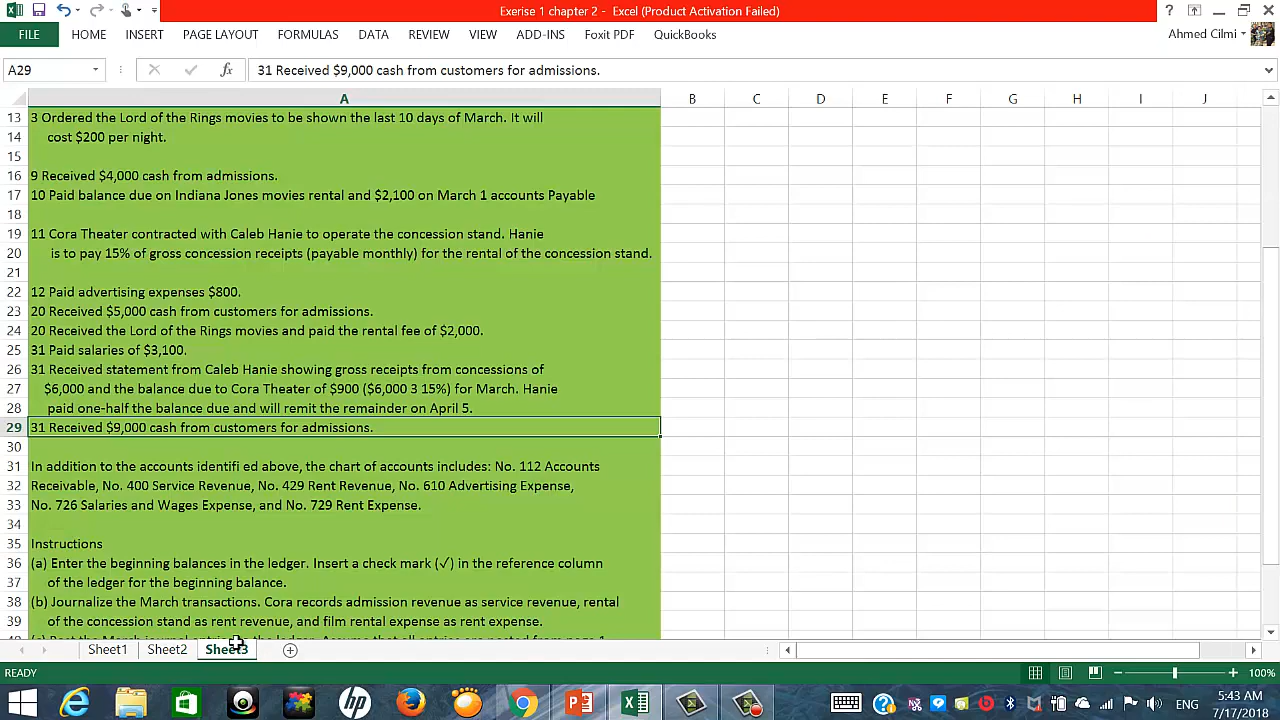 Exerise 1 chapter 2 - Excel (Product Activation Failed)
FILE HOME INSERT PAGE LAYOUT FORMULAS DATA REVIEW VIEW ADD-INS Foxit PDF QuickBooks Ahmed Cilmi
A29 fx 31 Received $9,000 cash from customers for admissions.
A B C D E F G H I J
13 3 Ordered the Lord of the Rings movies to be shown the last 10 days of March. It will
14 cost $200 per night.
15
16 9 Received $4,000 cash from admissions.
17 10 Paid balance due on Indiana Jones movies rental and $2,100 on March 1 accounts Payable
18
19 11 Cora Theater contracted with Caleb Hanie to operate the concession stand. Hanie
20 is to pay 15% of gross concession receipts (payable monthly) for the rental of the concession stand.
21
22 12 Paid advertising expenses $800.
23 20 Received $5,000 cash from customers for admissions.
24 20 Received the Lord of the Rings movies and paid the rental fee of $2,000.
25 31 Paid salaries of $3,100.
26 31 Received statement from Caleb Hanie showing gross receipts from concessions of
27 $6,000 and the balance due to Cora Theater of $900 ($6,000 3 15%) for March. Hanie
28 paid one-half the balance due and will remit the remainder on April 5.
29 31 Received $9,000 cash from customers for admissions.
30
31 In addition to the accounts identifi ed above, the chart of accounts includes: No. 112 Accounts
32 Receivable, No. 400 Service Revenue, No. 429 Rent Revenue, No. 610 Advertising Expense,
33 No. 726 Salaries and Wages Expense, and No. 729 Rent Expense.
34
35 Instructions
36 (a) Enter the beginning balances in the ledger. Insert a check mark (√) in the reference column
37 of the ledger for the beginning balance.
38 (b) Journalize the March transactions. Cora records admission revenue as service revenue, rental
39 of the concession stand as rent revenue, and film rental expense as rent expense.
Sheet1 Sheet2 Sheet3
READY 100%
ENG 5:43 AM
7/17/2018